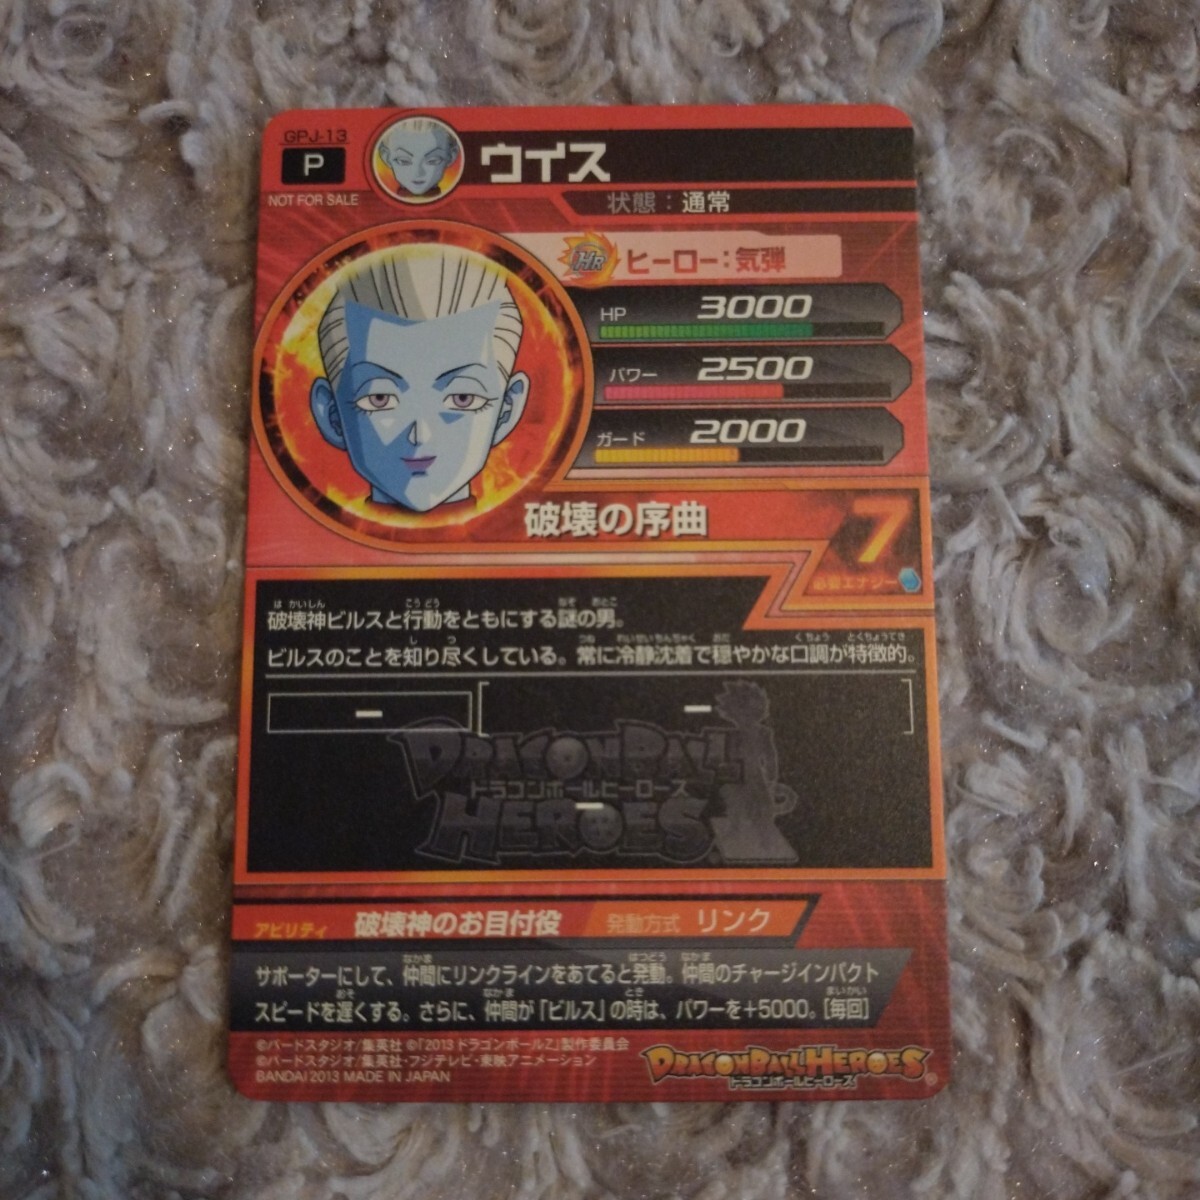 GPJ-13
P
NOT FOR SALE
ウイス
状態：通常
HR ヒーロー：気弾
HP 3000
パワー 2500
ガード 2000
破壊の序曲
7
必要エナジー
破壊神ビルスと行動をともにする謎の男。
ビルスのことを知り尽くしている。常に冷静沈着で穏やかな口調が特徴的。
ー
ー
DRAGONBALL
ドラゴンボールヒーローズ
HEROES
ー
アビリティ 破壊神のお目付役 発動方式 リンク
サポーターにして、仲間にリンクラインをあてると発動。仲間のチャージインパクト
スピードを遅くする。さらに、仲間が「ビルス」の時は、パワーを+5000。[毎回]
©バードスタジオ/集英社 ©「2013 ドラゴンボールZ」製作委員会
©バードスタジオ/集英社・フジテレビ・東映アニメーション
BANDAI 2013 MADE IN JAPAN
DRAGONBALL HEROES®
ドラゴンボールヒーローズ